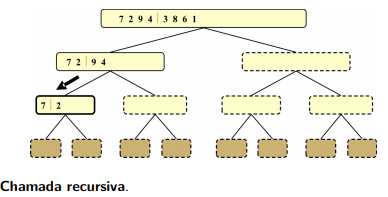 7 2 9 4 | 3 8 6 1
7 2 | 9 4
7 | 2
Chamada recursiva.